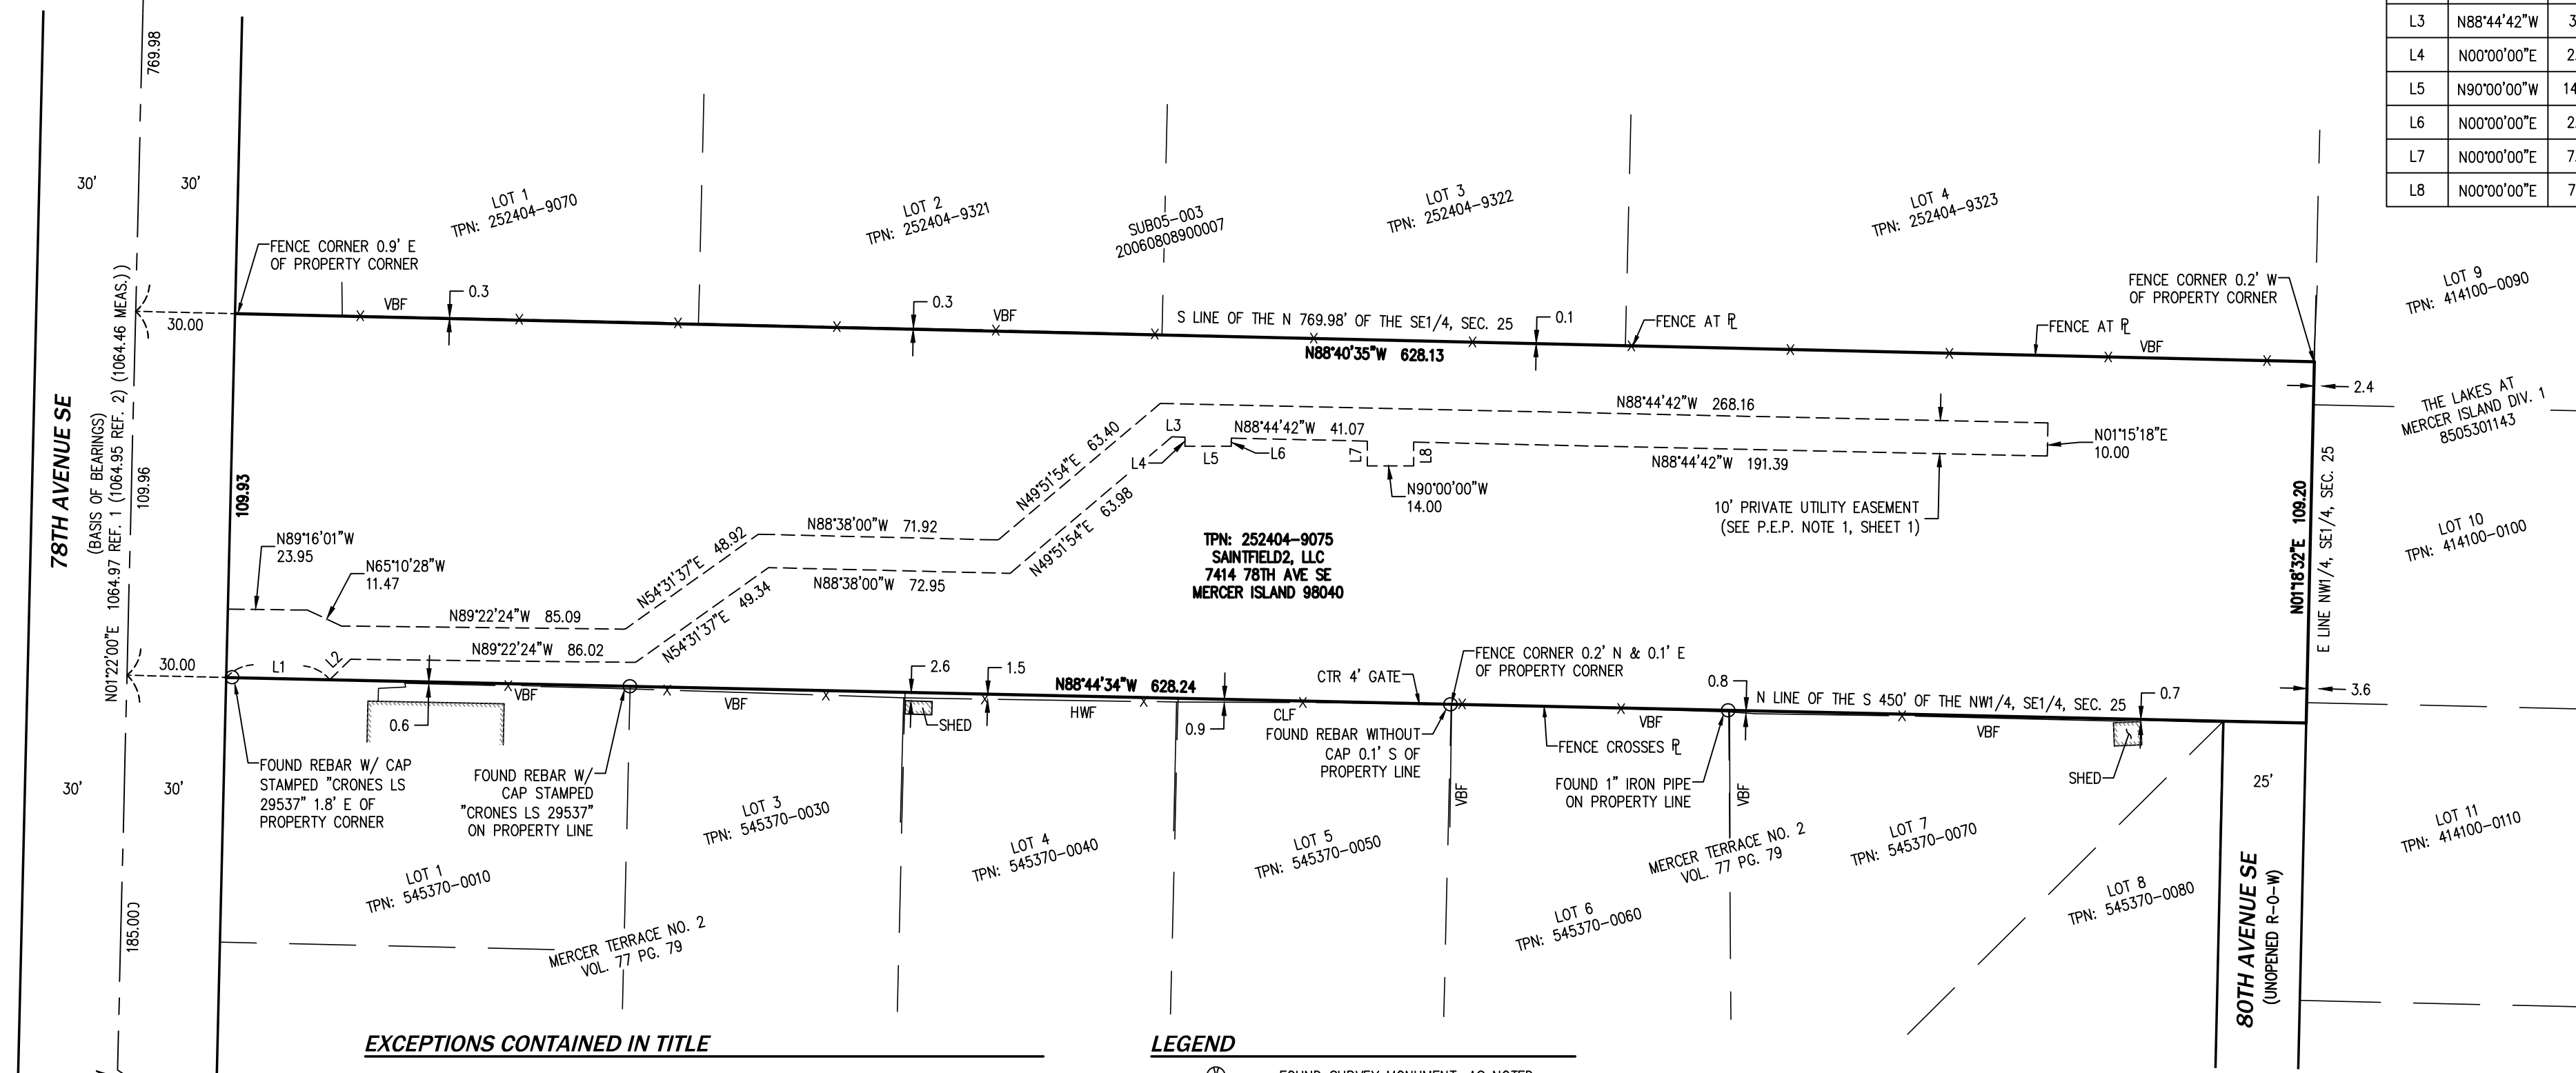 769.98
L3 N88°44'42"W
L4 N00°00'00"E
L5 N90°00'00"W
L6 N00°00'00"E
L7 N00°00'00"E
L8 N00°00'00"E
30'
30'
LOT 1
TPN: 252404-9070
LOT 2
TPN: 252404-9321
SUB05-003
20060808900007
LOT 3
TPN: 252404-9322
LOT 4
TPN: 252404-9323
LOT 9
TPN: 414100-0090
FENCE CORNER 0.9' E
OF PROPERTY CORNER
FENCE CORNER 0.2' W
OF PROPERTY CORNER
30.00
VBF
0.3
0.3
VBF
S LINE OF THE N 769.98' OF THE SE1/4, SEC. 25
0.1
FENCE AT PL
FENCE AT PL
VBF
N88°40'35"W 628.13
2.4
THE LAKES AT
MERCER ISLAND DIV. 1
8505301143
78TH AVENUE SE
(BASIS OF BEARINGS)
N01°22'00"E 1064.97 REF. 1 (1064.95 REF. 2) (1064.46 MEAS.))
109.96
109.93
N88°44'42"W 268.16
N49°51'54"E 63.40
L3
L4
L5
L6
N88°44'42"W 41.07
L7
L8
N88°44'42"W 191.39
N01°15'18"E
10.00
N90°00'00"W
14.00
N49°51'54"E 63.98
10' PRIVATE UTILITY EASEMENT
(SEE P.E.P. NOTE 1, SHEET 1)
N01°18'32"E 109.20
E LINE NW1/4, SE1/4, SEC. 25
LOT 10
TPN: 414100-0100
N89°16'01"W
23.95
N65°10'28"W
11.47
N54°31'37"E 48.92
N88°38'00"W 71.92
N88°38'00"W 72.95
N54°31'37"E 49.34
TPN: 252404-9075
SAINTFIELD2, LLC
7414 78TH AVE SE
MERCER ISLAND 98040
N89°22'24"W 85.09
N89°22'24"W 86.02
30.00
L1
L2
0.6
VBF
VBF
2.6
SHED
1.5
N88°44'34"W 628.24
HWF
0.9
CLF
CTR 4' GATE
FENCE CORNER 0.2' N & 0.1' E
OF PROPERTY CORNER
FOUND REBAR WITHOUT
CAP 0.1' S OF
PROPERTY LINE
VBF
FENCE CROSSES PL
VBF
0.8
N LINE OF THE S 450' OF THE NW1/4, SE1/4, SEC. 25
0.7
3.6
FOUND 1" IRON PIPE
ON PROPERTY LINE
VBF
VBF
SHED
30'
30'
FOUND REBAR W/ CAP
STAMPED "CRONES LS
29537" 1.8' E OF
PROPERTY CORNER
FOUND REBAR W/
CAP STAMPED
"CRONES LS 29537"
ON PROPERTY LINE
25'
185.00)
LOT 1
TPN: 545370-0010
LOT 3
TPN: 545370-0030
LOT 4
TPN: 545370-0040
LOT 5
TPN: 545370-0050
LOT 6
TPN: 545370-0060
MERCER TERRACE NO. 2
VOL. 77 PG. 79
LOT 7
TPN: 545370-0070
LOT 8
TPN: 545370-0080
LOT 11
TPN: 414100-0110
MERCER TERRACE NO. 2
VOL. 77 PG. 79
80TH AVENUE SE
(UNOPENED R-O-W)
EXCEPTIONS CONTAINED IN TITLE
LEGEND
FOUND SURVEY MONUMENT, AS NOTED